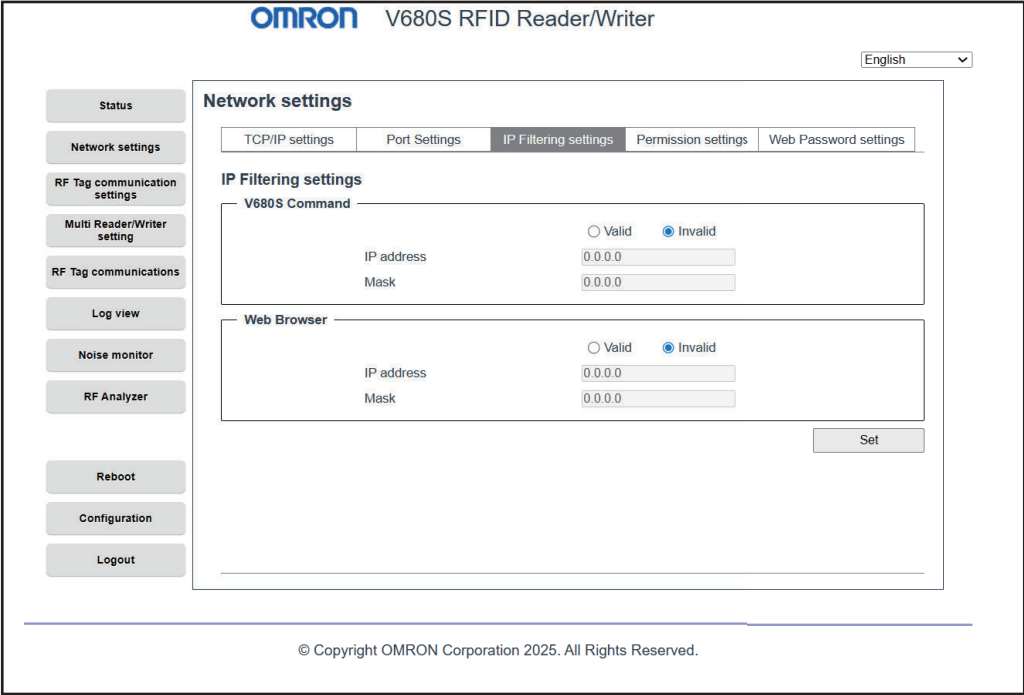 OMRON V680S RFID Reader/Writer
English
Status
Network settings
RF Tag communication
settings
Multi Reader/Writer
setting
RF Tag communications
Log view
Noise monitor
RF Analyzer
Reboot
Configuration
Logout
Network settings
TCP/IP settings Port Settings IP Filtering settings Permission settings Web Password settings
IP Filtering settings
V680S Command
Valid Invalid
IP address 0.0.0.0
Mask 0.0.0.0
Web Browser
Valid Invalid
IP address 0.0.0.0
Mask 0.0.0.0
Set
© Copyright OMRON Corporation 2025. All Rights Reserved.